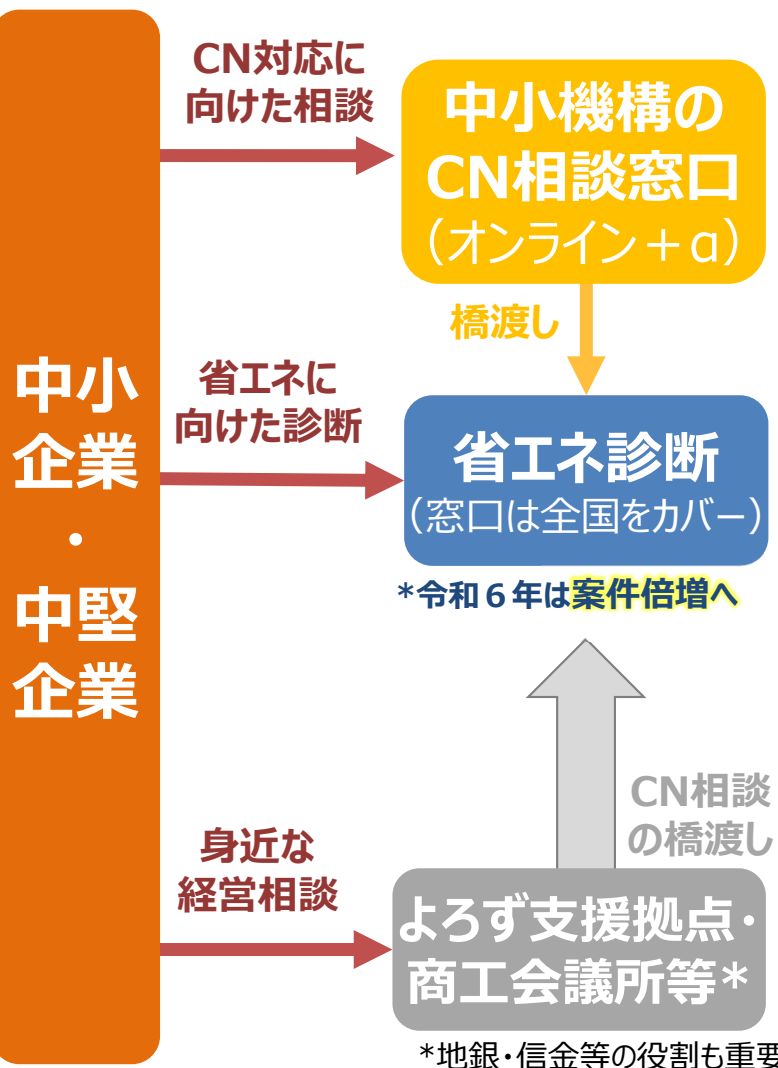 中小
企業
・
中堅
企業
CN対応に
向けた相談
中小機構の
CN相談窓口
（オンライン＋α）
橋渡し
省エネに
向けた診断
省エネ診断
（窓口は全国をカバー）
*令和６年は案件倍増へ
CN相談
の橋渡し
身近な
経営相談
よろず支援拠点・
商工会議所等*
*地銀・信金等の役割も重要